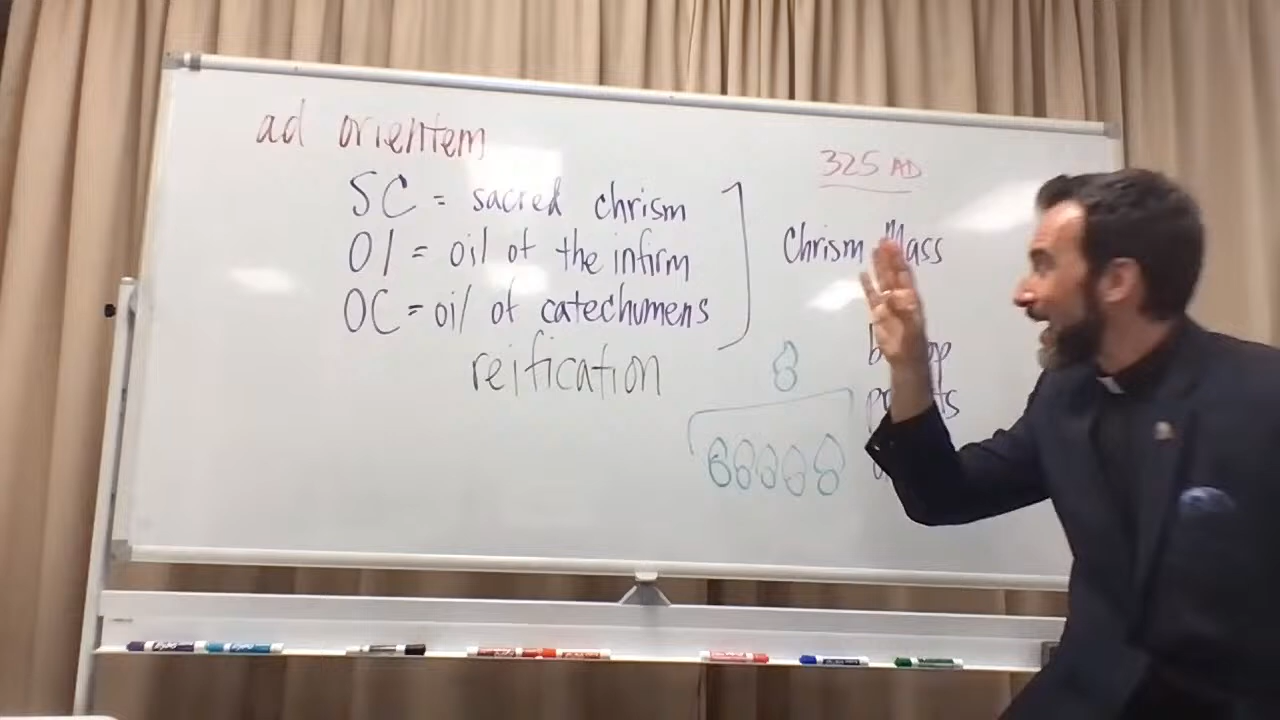 ad orientem
SC = sacred chrism
OI = oil of the infirm
OC = oil of catechumens
reification
325 AD
Chrism Mass